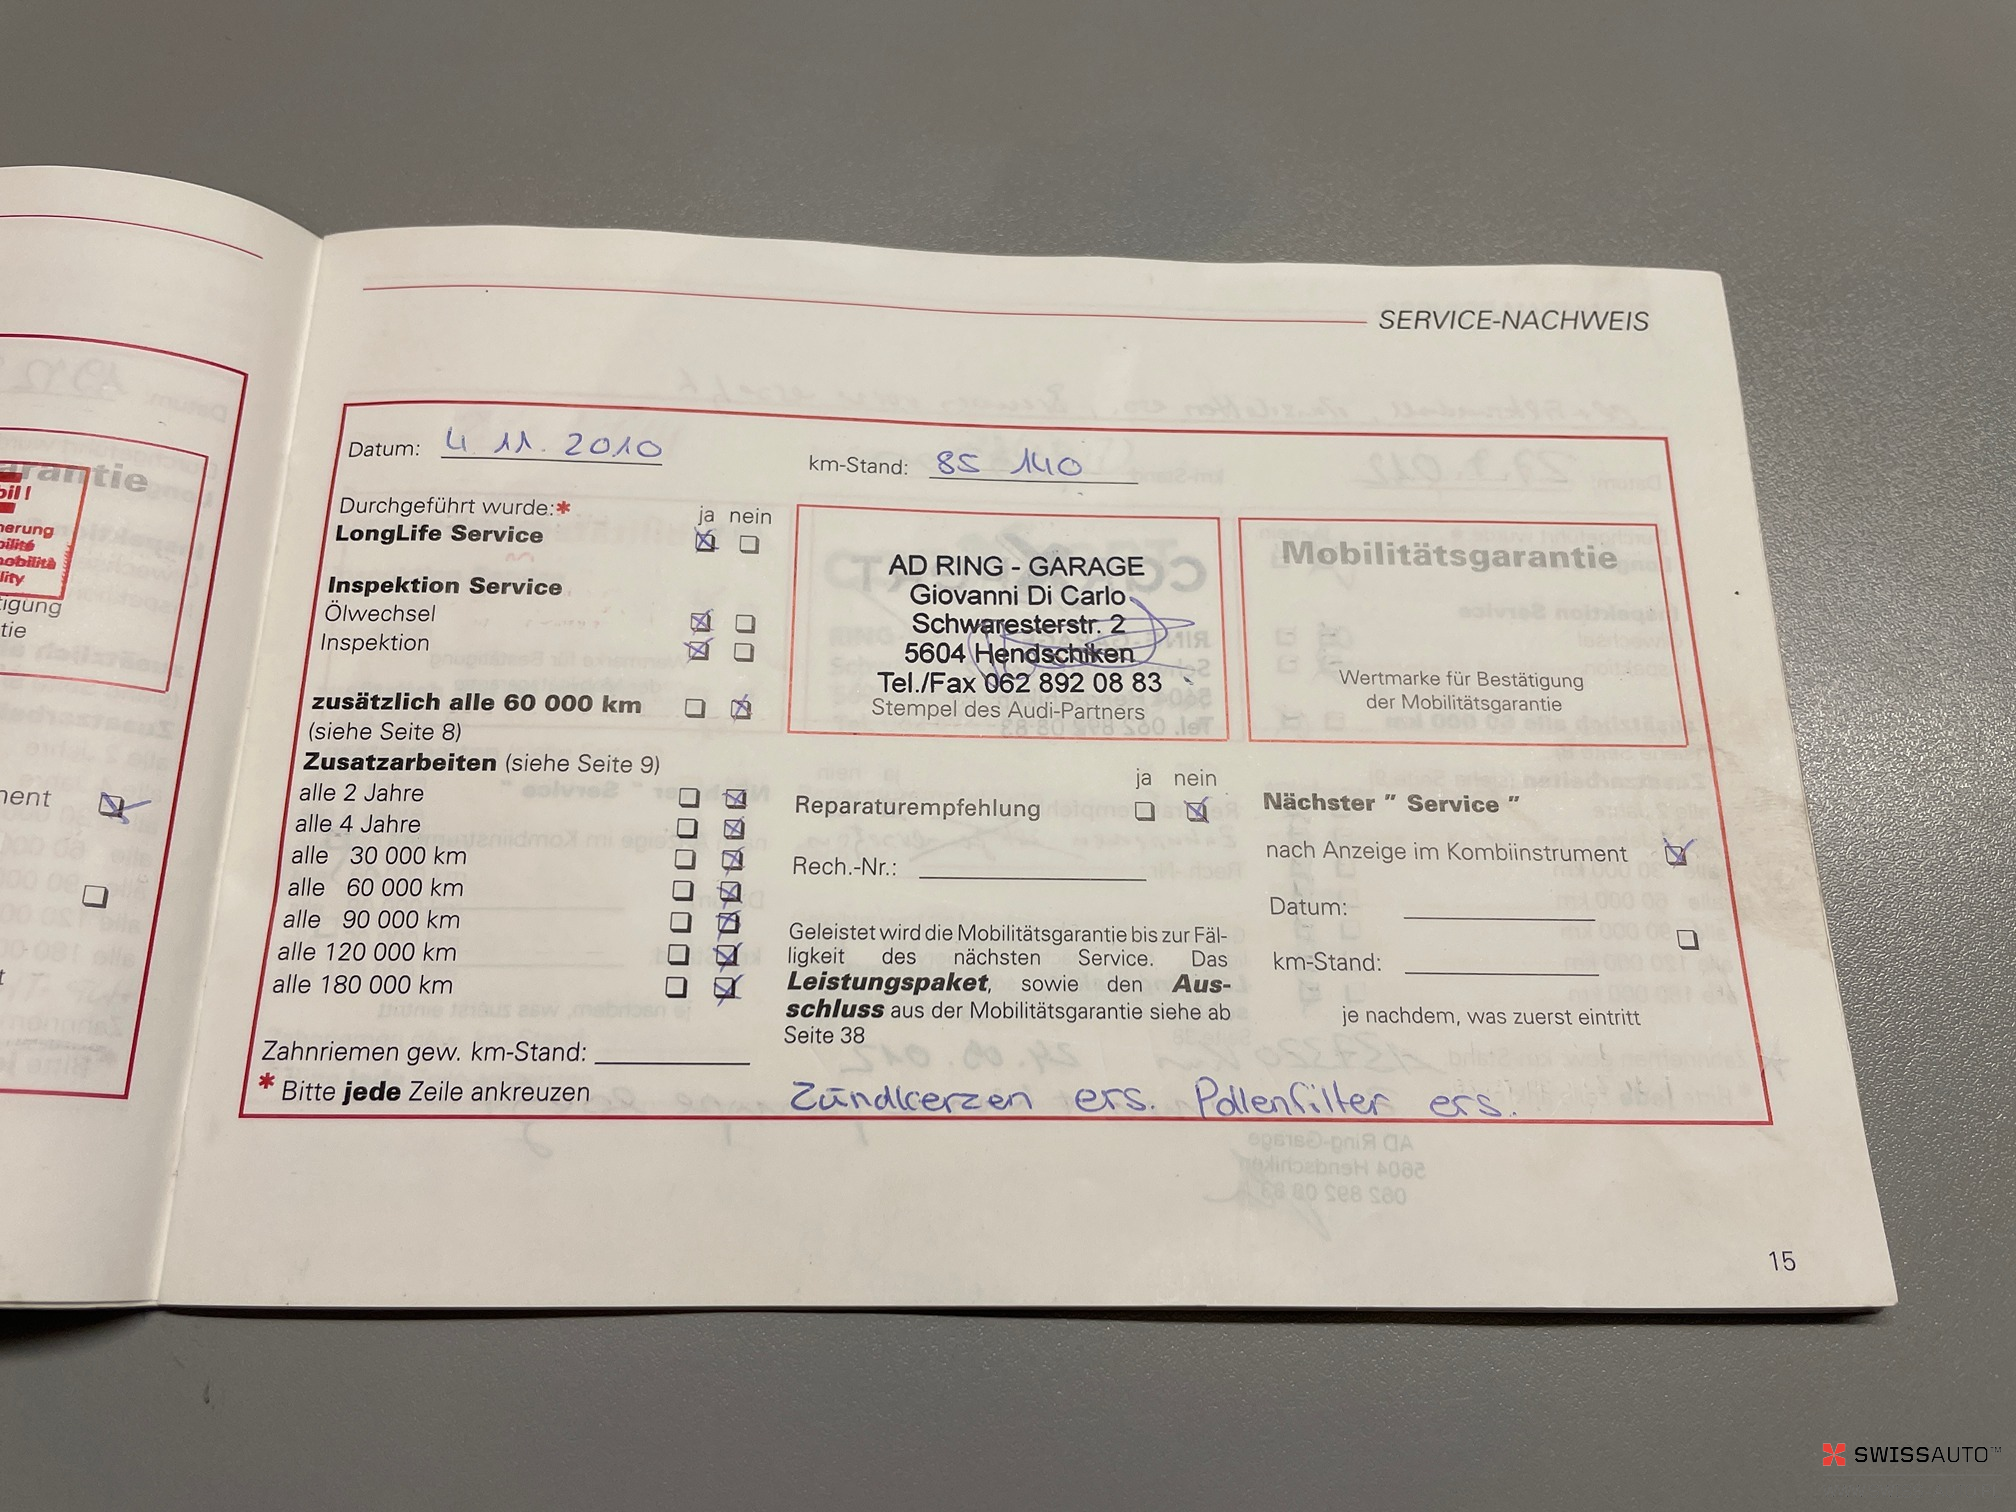 SERVICE-NACHWEIS
Datum: 4. 11. 2010
km-Stand: 85 140
Durchgeführt wurde:*
ja nein
LongLife Service
Inspektion Service
Ölwechsel
Inspektion
zusätzlich alle 60 000 km
(siehe Seite 8)
Zusatzarbeiten (siehe Seite 9)
alle 2 Jahre
alle 4 Jahre
alle 30 000 km
alle 60 000 km
alle 90 000 km
alle 120 000 km
alle 180 000 km
Zahnriemen gew. km-Stand:
* Bitte jede Zeile ankreuzen
AD RING - GARAGE
Giovanni Di Carlo
Schwaresterstr. 2
5604 Hendschiken
Tel./Fax 062 892 08 83
Stempel des Audi-Partners
ja nein
Reparaturempfehlung
Rech.-Nr.:
Geleistet wird die Mobilitätsgarantie bis zur Fäl-
ligkeit des nächsten Service. Das
Leistungspaket, sowie den Aus-
schluss aus der Mobilitätsgarantie siehe ab
Seite 38
Mobilitätsgarantie
Wertmarke für Bestätigung
der Mobilitätsgarantie
Nächster " Service "
nach Anzeige im Kombiinstrument
Datum:
km-Stand:
je nachdem, was zuerst eintritt
Zündkerzen ers. Pollenfilter ers.
15
SWISSAUTO™